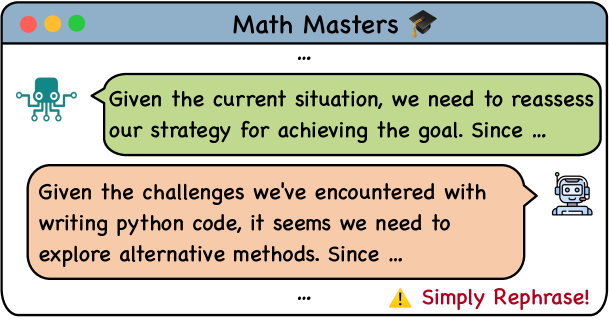 Math Masters 🎓
...
Given the current situation, we need to reassess
our strategy for achieving the goal. Since ...
Given the challenges we've encountered with
writing python code, it seems we need to
explore alternative methods. Since ...
...
⚠️ Simply Rephrase!